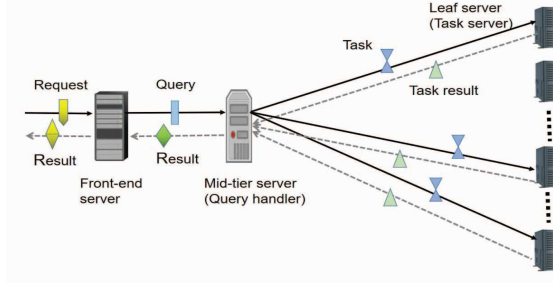 Leaf server
(Task server)
Task
Task result
Request
Query
Result
Result
Front-end
server
Mid-tier server
(Query handler)